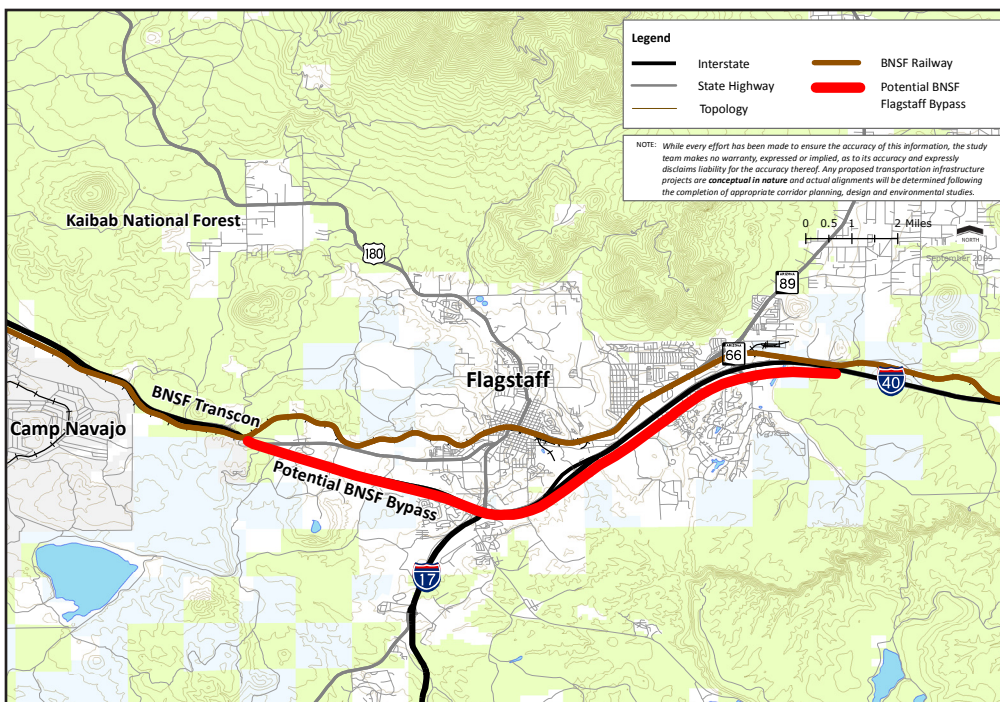 Legend
Interstate
State Highway
Topology
BNSF Railway
Potential BNSF
Flagstaff Bypass
NOTE: While every effort has been made to ensure the accuracy of this information, the study
team makes no warranty, expressed or implied, as to its accuracy and expressly
disclaims liability for the accuracy thereof. Any proposed transportation infrastructure
projects are conceptual in nature and actual alignments will be determined following
the completion of appropriate corridor planning, design and environmental studies.
0 0.5 1 2 Miles
NORTH
September 2009
Kaibab National Forest
180
ARIZONA
89
ARIZONA
66
40
Flagstaff
BNSF Transcon
Camp Navajo
Potential BNSF Bypass
17